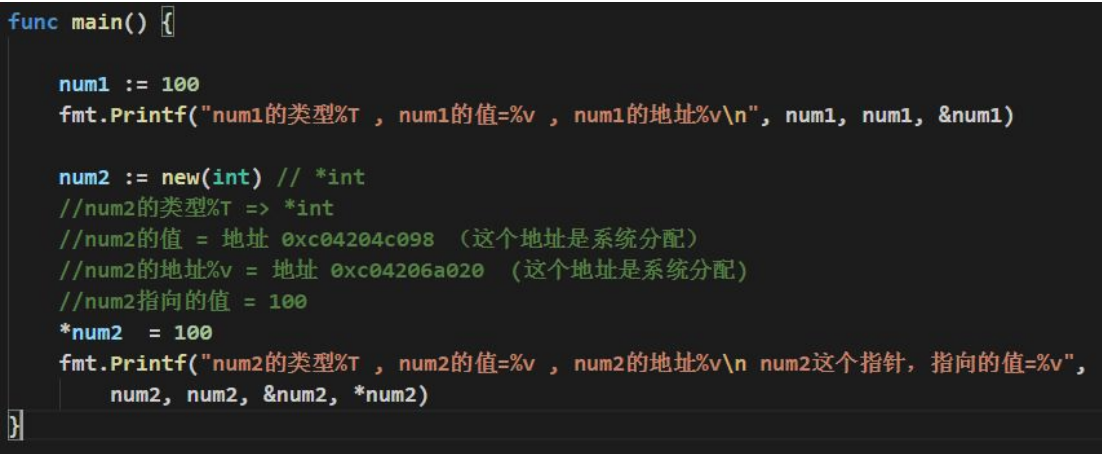 func main() {
num1 := 100
fmt.Printf("num1的类型%T , num1的值=%v , num1的地址%v\n", num1, num1, &num1)
num2 := new(int) // *int
//num2的类型%T => *int
//num2的值 = 地址 0xc04204c098 （这个地址是系统分配）
//num2的地址%v = 地址 0xc04206a020  (这个地址是系统分配)
//num2指向的值 = 100
*num2  = 100
fmt.Printf("num2的类型%T , num2的值=%v , num2的地址%v\n num2这个指针，指向的值=%v",
num2, num2, &num2, *num2)
}